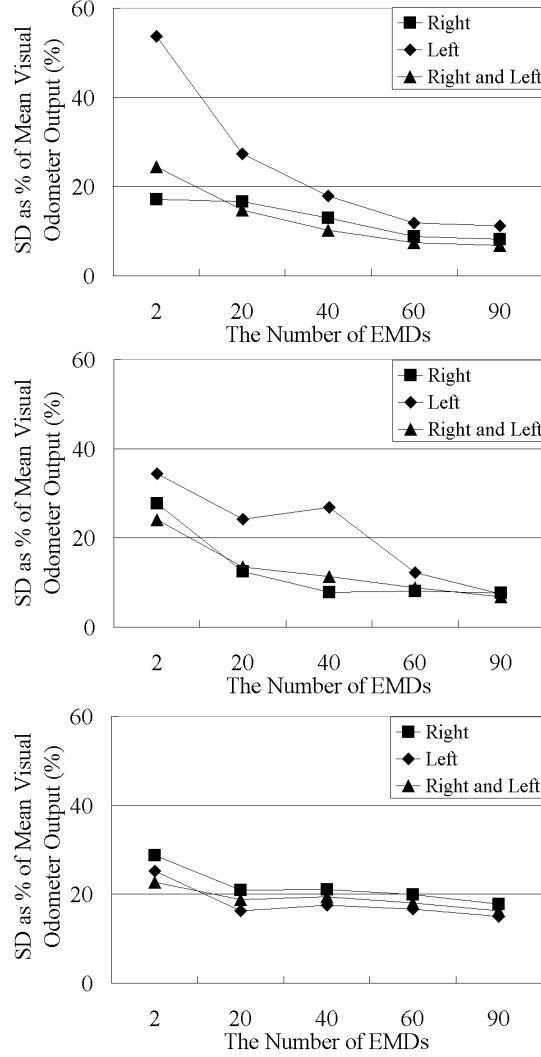 SD as % of Mean Visual
Odometer Output (%)
60
40
20
0
Right
Left
Right and Left
2 20 40 60 90
The Number of EMDs
SD as % of Mean Visual
Odometer Output (%)
60
40
20
0
Right
Left
Right and Left
2 20 40 60 90
The Number of EMDs
SD as % of Mean Visual
Odometer Output (%)
60
40
20
0
Right
Left
Right and Left
2 20 40 60 90
The Number of EMDs